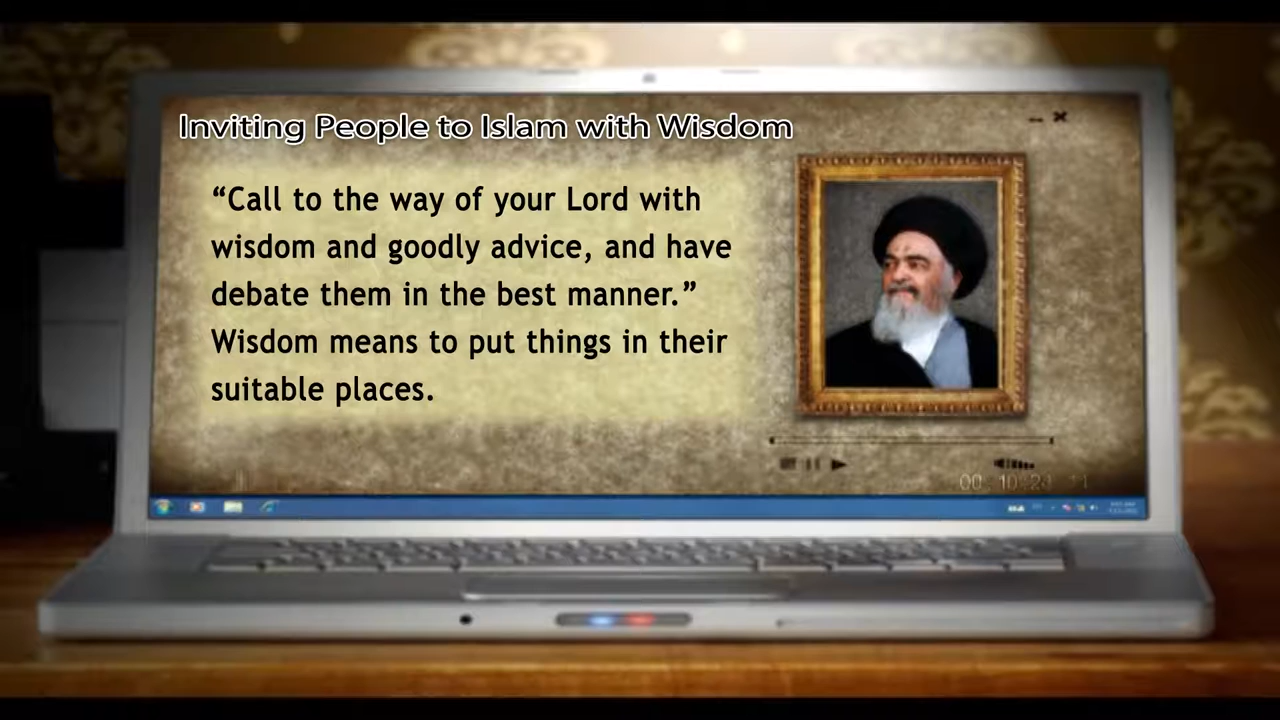 Inviting People to Islam with Wisdom
“Call to the way of your Lord with
wisdom and goodly advice, and have
debate them in the best manner.”
Wisdom means to put things in their
suitable places.